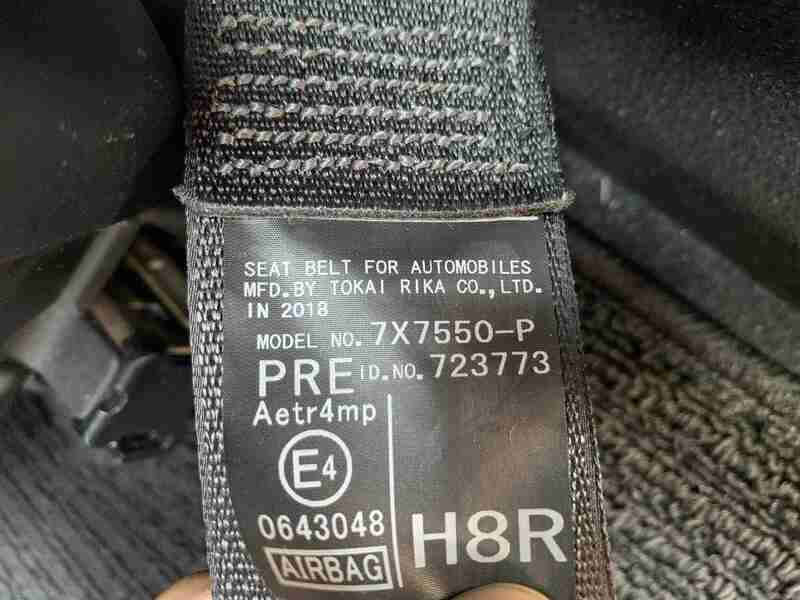 SEAT BELT FOR AUTOMOBILES
MFD.BY TOKAI RIKA CO.,LTD.
IN 2018
MODEL NO. 7X7550-P
PRE ID.NO. 723773
Aetr4mp
E4
0643048
AIRBAG
H8R